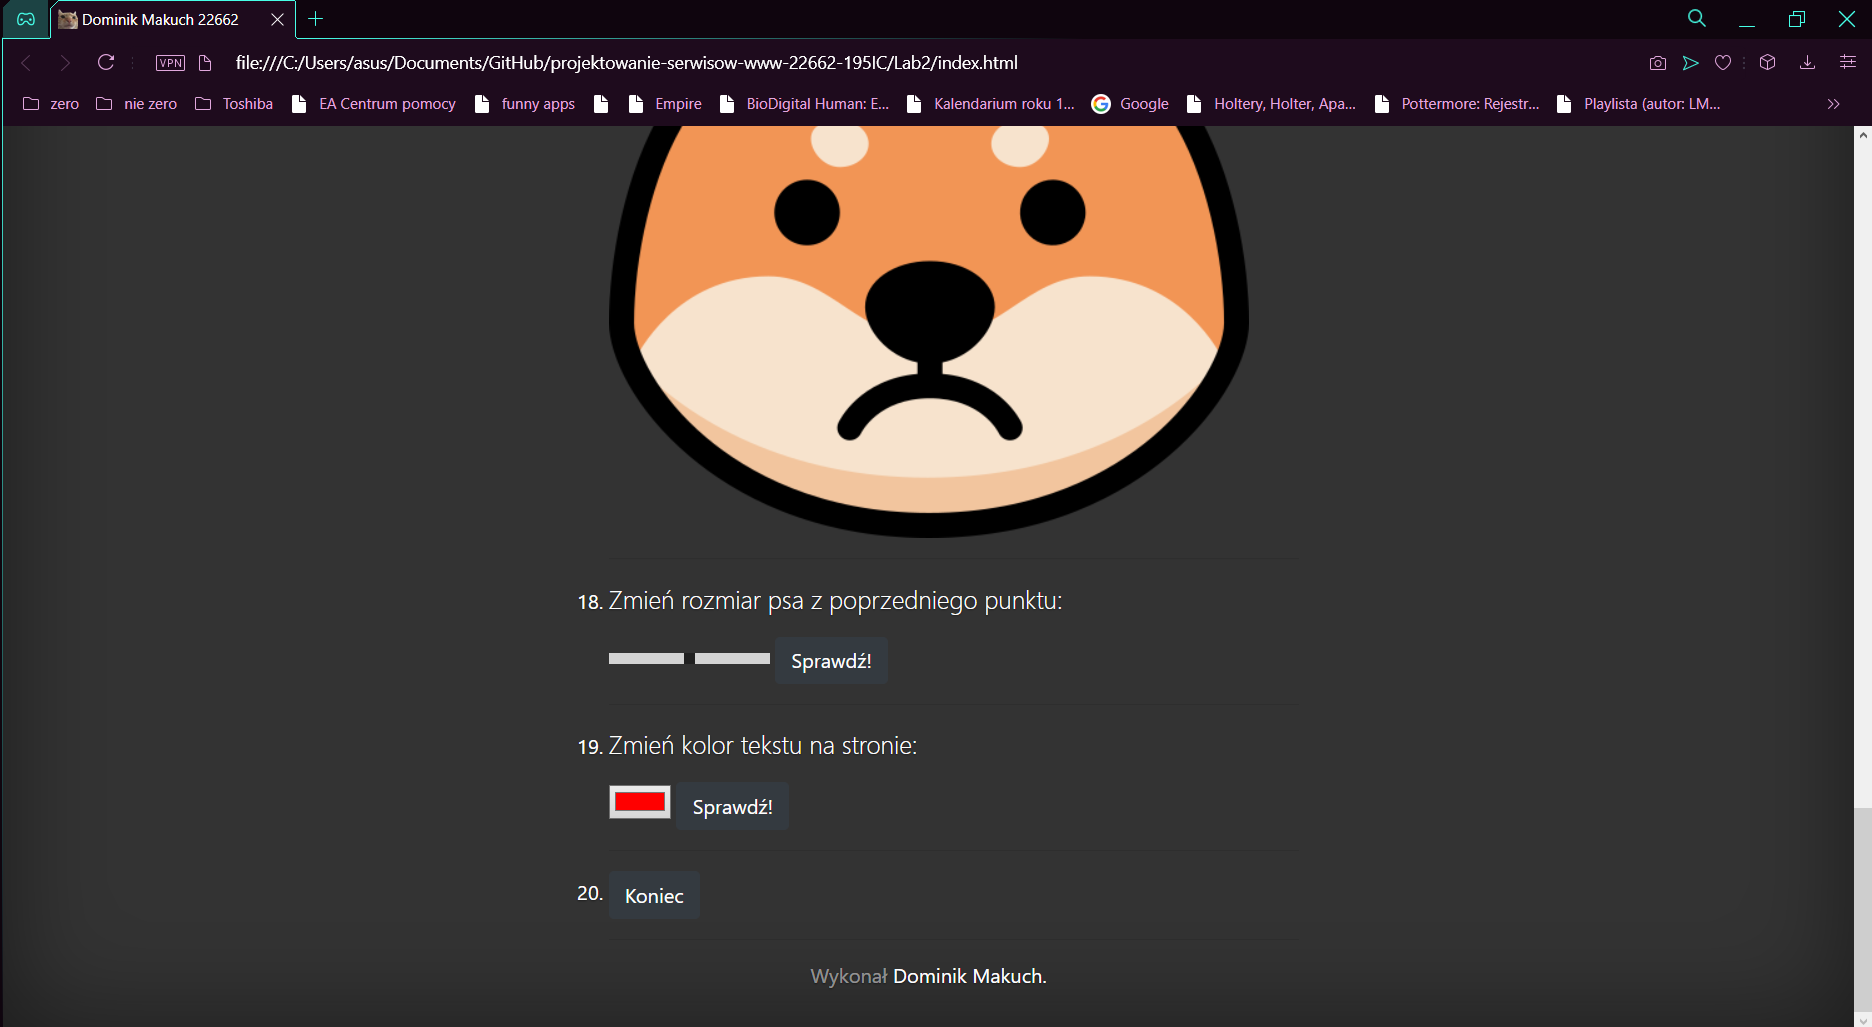 Dominik Makuch 22662
VPN file:///C:/Users/asus/Documents/GitHub/projektowanie-serwisow-www-22662-195IC/Lab2/index.html
zero nie zero Toshiba EA Centrum pomocy funny apps Empire BioDigital Human: E... Kalendarium roku 1... Google Holtery, Holter, Apa... Pottermore: Rejestr... Playlista (autor: LM...
18. Zmień rozmiar psa z poprzedniego punktu:
Sprawdź!
19. Zmień kolor tekstu na stronie:
Sprawdź!
20. Koniec
Wykonał Dominik Makuch.